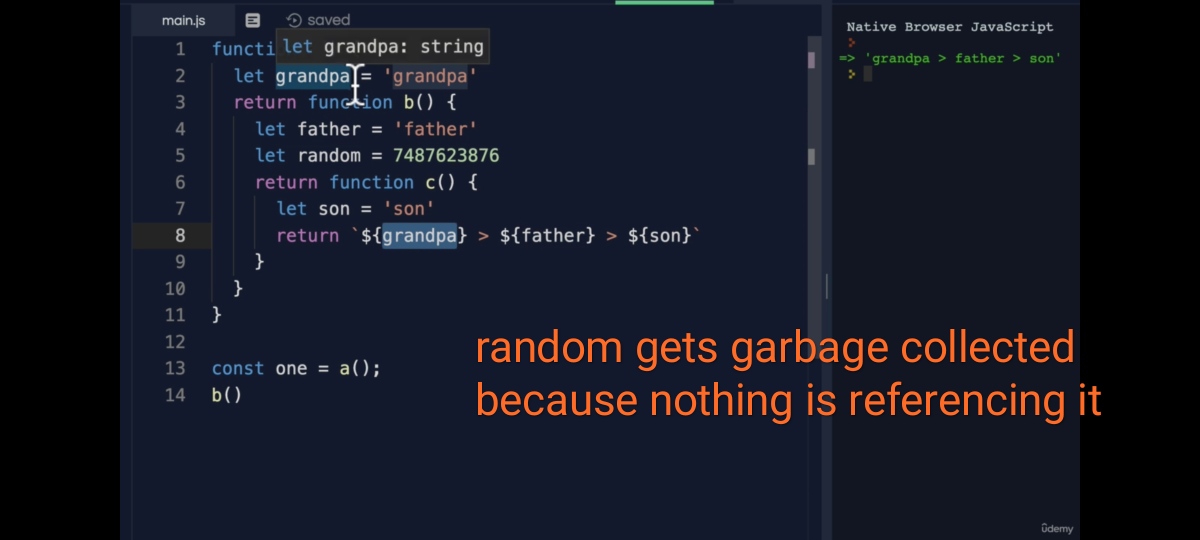 main.js saved
Native Browser JavaScript
let grandpa: string
1 functi
=> 'grandpa > father > son'
2 let grandpa = 'grandpa'
3 return function b() {
4 let father = 'father'
5 let random = 7487623876
6 return function c() {
7 let son = 'son'
8 return `${grandpa} > ${father} > ${son}`
9 }
10 }
11 }
12
13 const one = a();
14 b()
random gets garbage collected
because nothing is referencing it
ûdemy